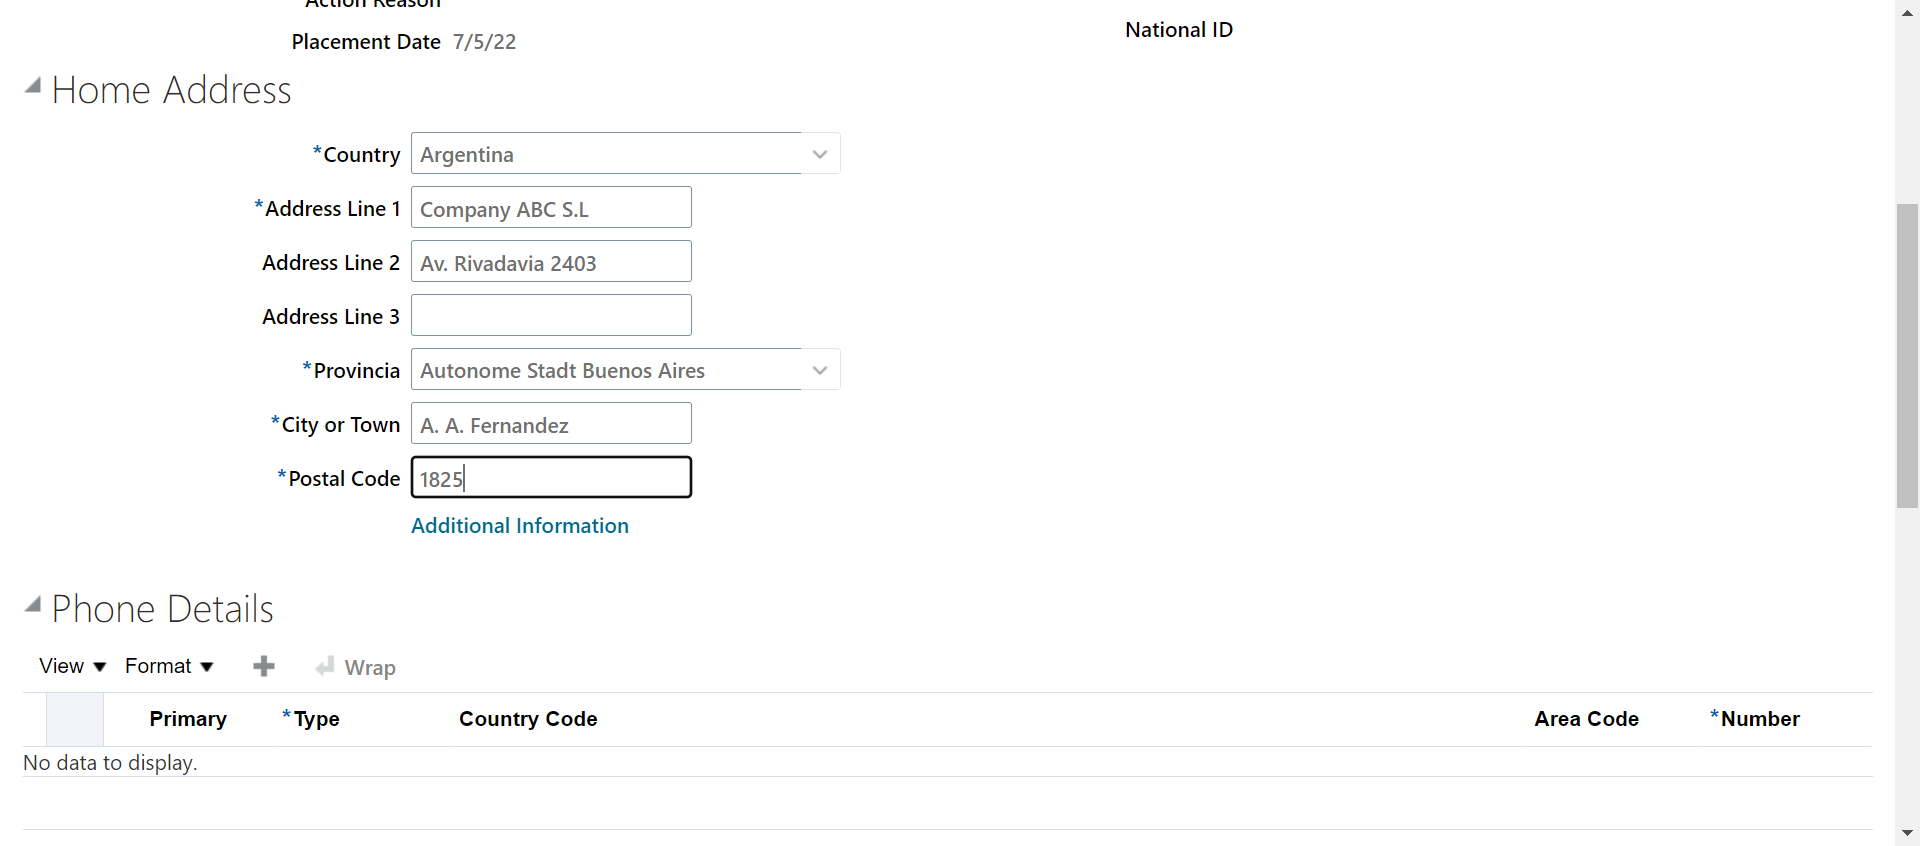 Action Reason
Placement Date 7/5/22
National ID
Home Address
*Country Argentina
*Address Line 1 Company ABC S.L
Address Line 2 Av. Rivadavia 2403
Address Line 3
*Provincia Autonome Stadt Buenos Aires
*City or Town A. A. Fernandez
*Postal Code 1825
Additional Information
Phone Details
View Format Wrap
Primary *Type Country Code Area Code *Number
No data to display.